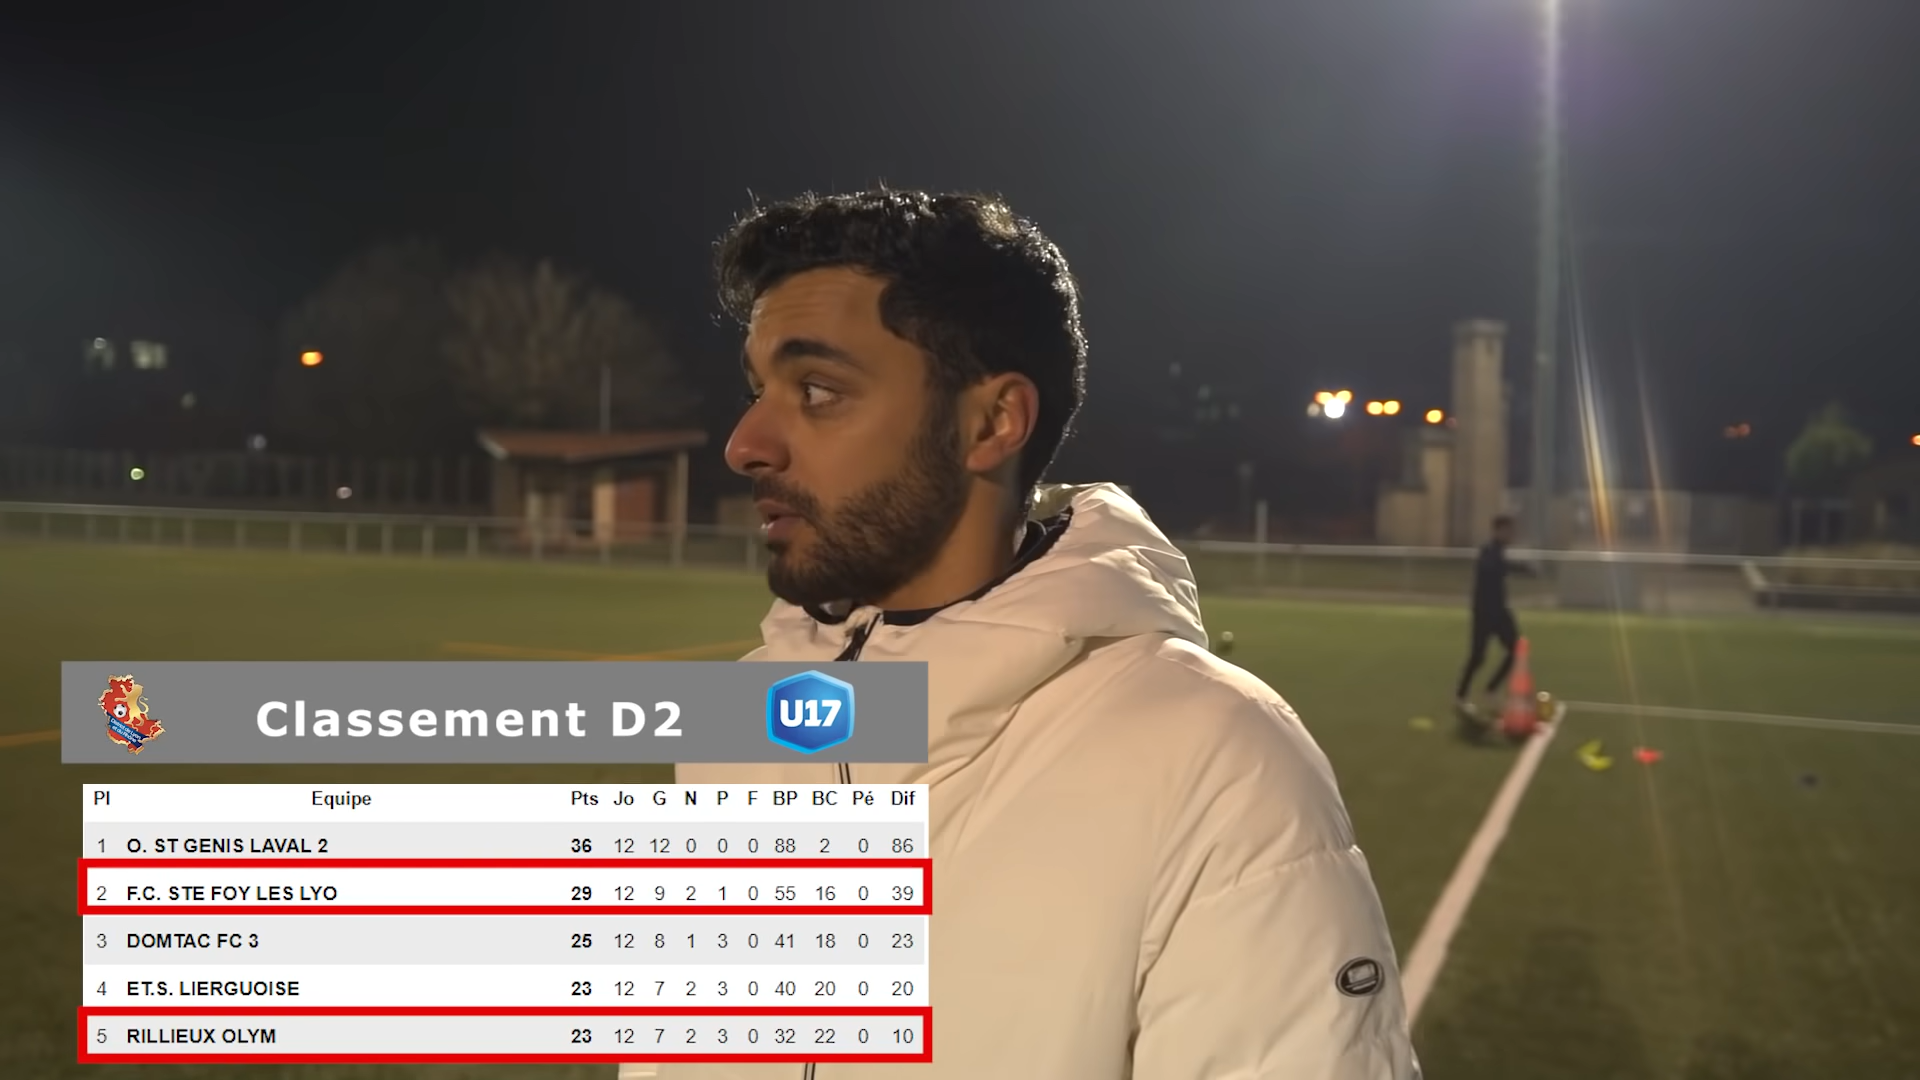 Classement D2
U17
Pl Equipe Pts Jo G N P F BP BC Pé Dif
1 O. ST GENIS LAVAL 2 36 12 12 0 0 0 88 2 0 86
2 F.C. STE FOY LES LYO 29 12 9 2 1 0 55 16 0 39
3 DOMTAC FC 3 25 12 8 1 3 0 41 18 0 23
4 ET.S. LIERGUOISE 23 12 7 2 3 0 40 20 0 20
5 RILLIEUX OLYM 23 12 7 2 3 0 32 22 0 10